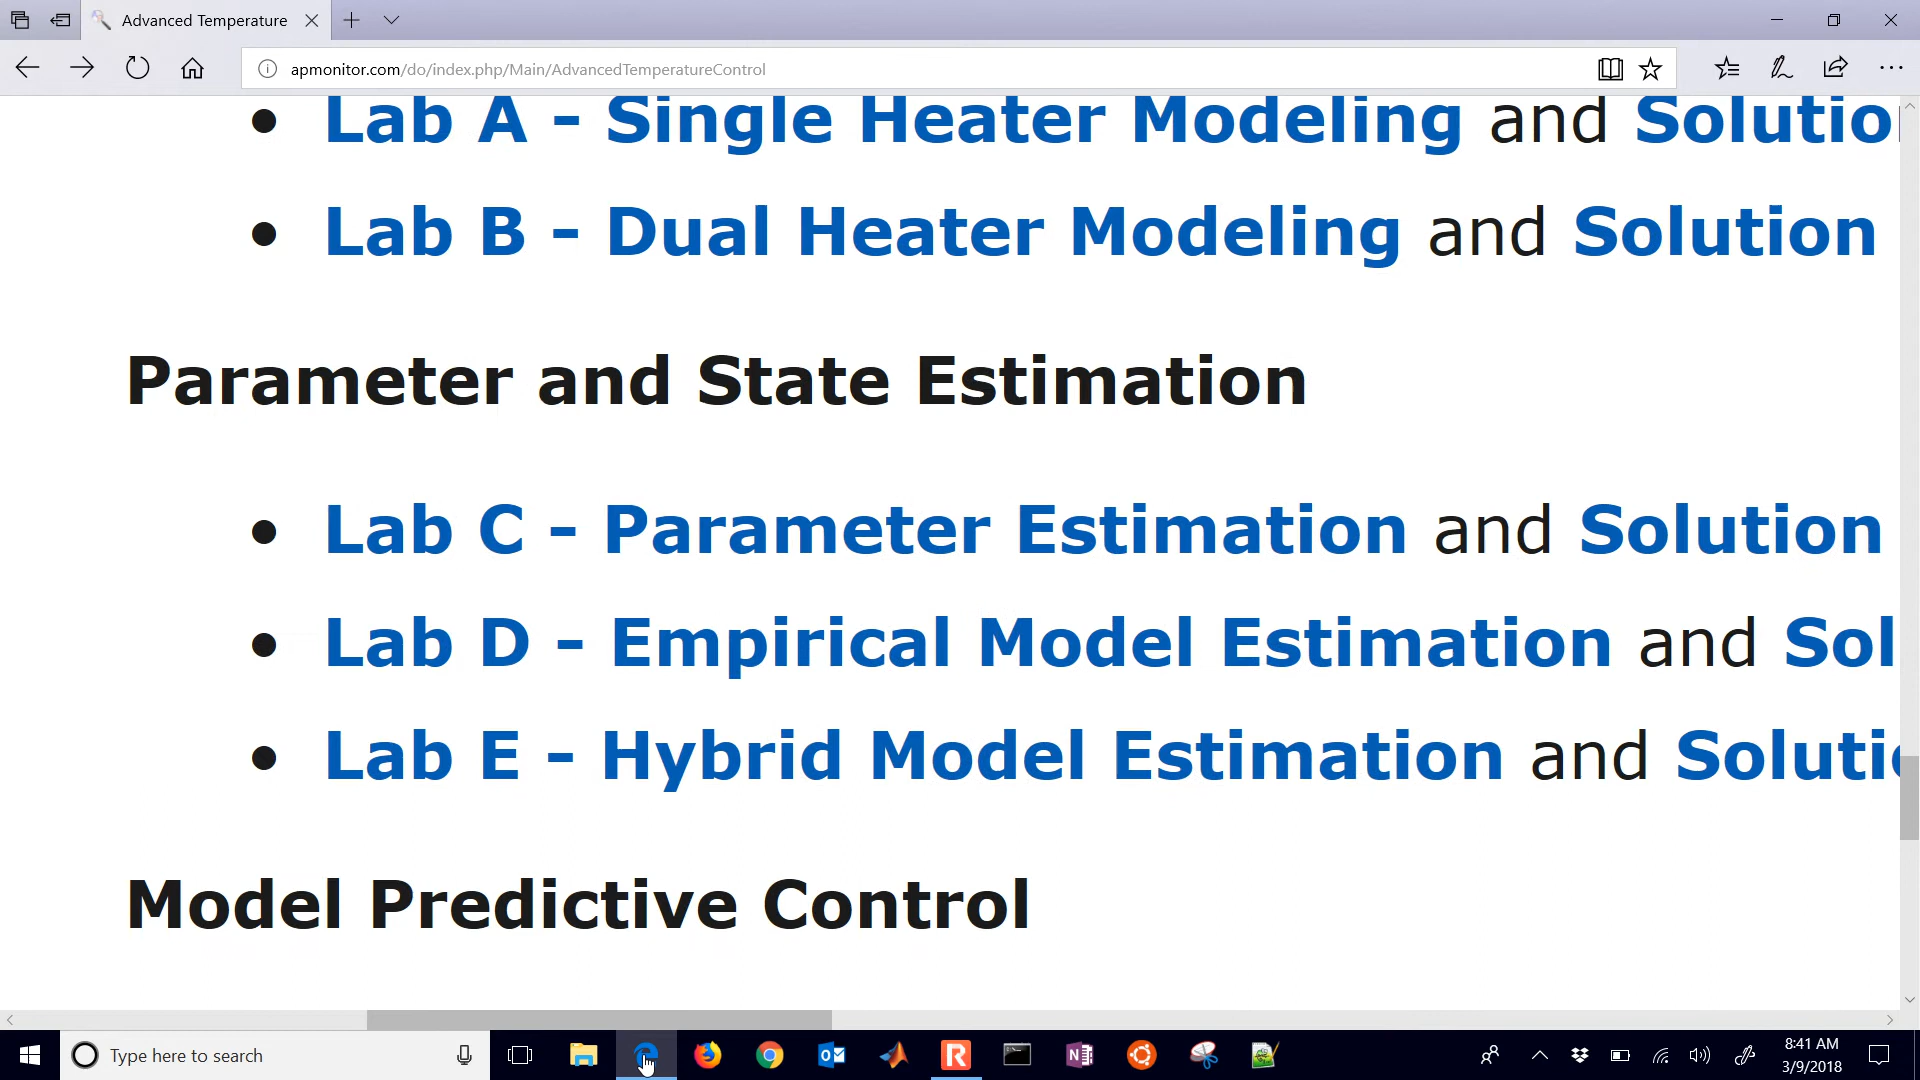 Advanced Temperature
apmonitor.com/do/index.php/Main/AdvancedTemperatureControl
• Lab A - Single Heater Modeling and Solution
• Lab B - Dual Heater Modeling and Solution
Parameter and State Estimation
• Lab C - Parameter Estimation and Solution
• Lab D - Empirical Model Estimation and Sol
• Lab E - Hybrid Model Estimation and Soluti
Model Predictive Control
Type here to search
8:41 AM
3/9/2018